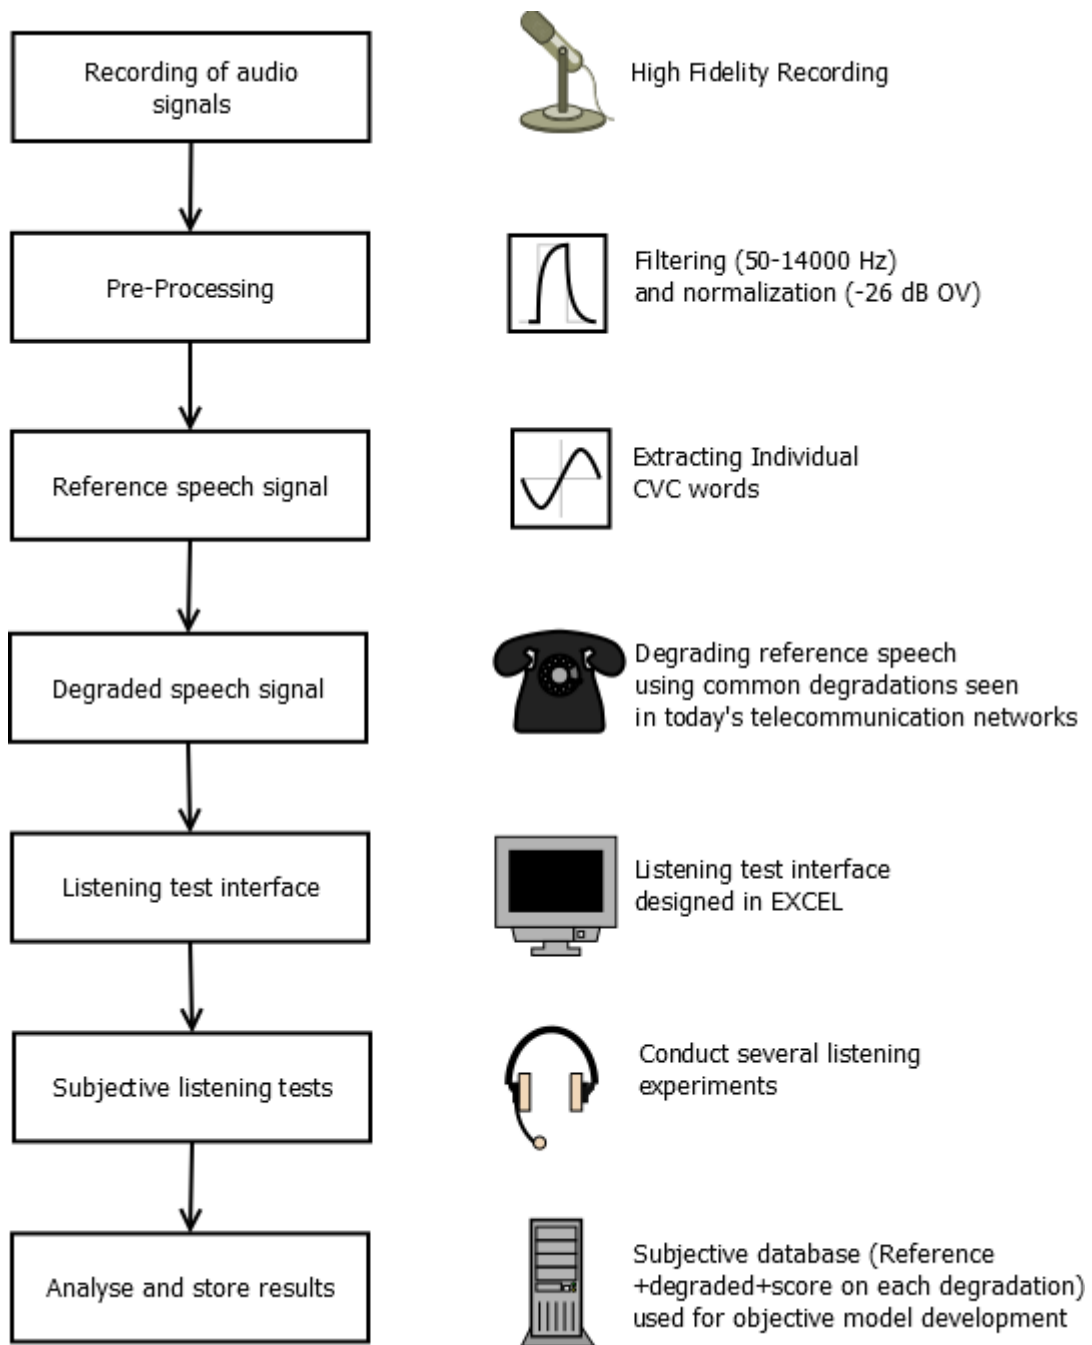 Recording of audio
signals
High Fidelity Recording
Pre-Processing
Filtering (50-14000 Hz)
and normalization (-26 dB OV)
Reference speech signal
Extracting Individual
CVC words
Degraded speech signal
Degrading reference speech
using common degradations seen
in today's telecommunication networks
Listening test interface
Listening test interface
designed in EXCEL
Subjective listening tests
Conduct several listening
experiments
Analyse and store results
Subjective database (Reference
+degraded+score on each degradation)
used for objective model development